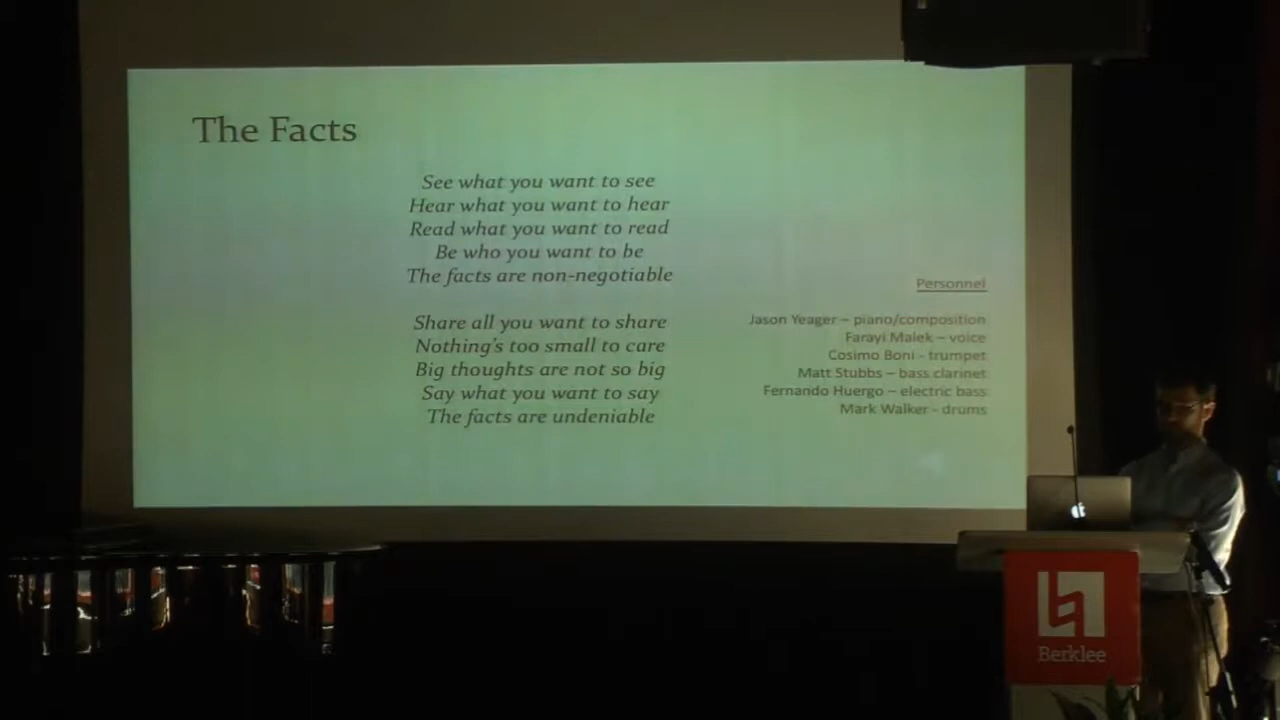 The Facts
See what you want to see
Hear what you want to hear
Read what you want to read
Be who you want to be
The facts are non-negotiable
Share all you want to share
Nothing's too small to care
Big thoughts are not so big
Say what you want to say
The facts are undeniable
Personnel
Jason Yeager – piano/composition
Farayi Malek – voice
Cosimo Boni - trumpet
Matt Stubbs – bass clarinet
Fernando Huergo – electric bass
Mark Walker - drums
Berklee